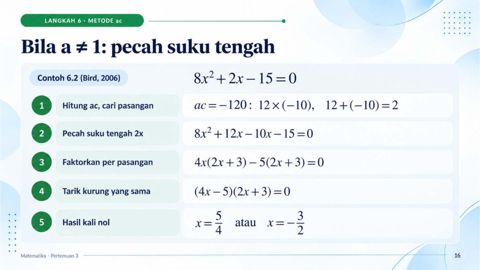 LANGKAH 6 • METODE ac
Bila a ≠ 1: pecah suku tengah
Contoh 6.2 (Bird, 2006)
8x² + 2x − 15 = 0
1 Hitung ac, cari pasangan
ac = −120 : 12 × (−10), 12 + (−10) = 2
2 Pecah suku tengah 2x
8x² + 12x − 10x − 15 = 0
3 Faktorkan per pasangan
4x(2x + 3) − 5(2x + 3) = 0
4 Tarik kurung yang sama
(4x − 5)(2x + 3) = 0
5 Hasil kali nol
x = 5/4 atau x = −3/2
Matematika · Pertemuan 3
16